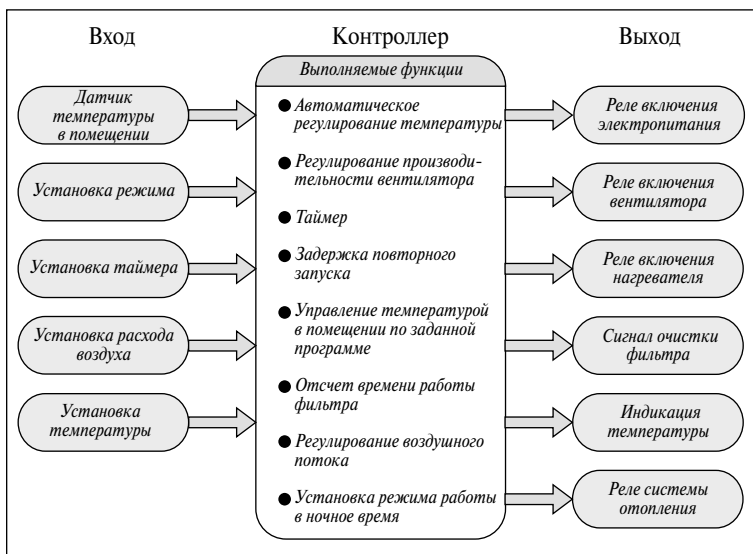 Вход
Контроллер
Выход
Датчик
температуры
в помещении
Установка режима
Установка таймера
Установка расхода
воздуха
Установка
температуры
Выполняемые функции
● Автоматическое
регулирование температуры
● Регулирование производи-
тельности вентилятора
● Таймер
● Задержка повторного
запуска
● Управление температурой
в помещении по заданной
программе
● Отсчет времени работы
фильтра
● Регулирование воздушного
потока
● Установка режима работы
в ночное время
Реле включения
электропитания
Реле включения
вентилятора
Реле включения
нагревателя
Сигнал очистки
фильтра
Индикация
температуры
Реле системы
отопления